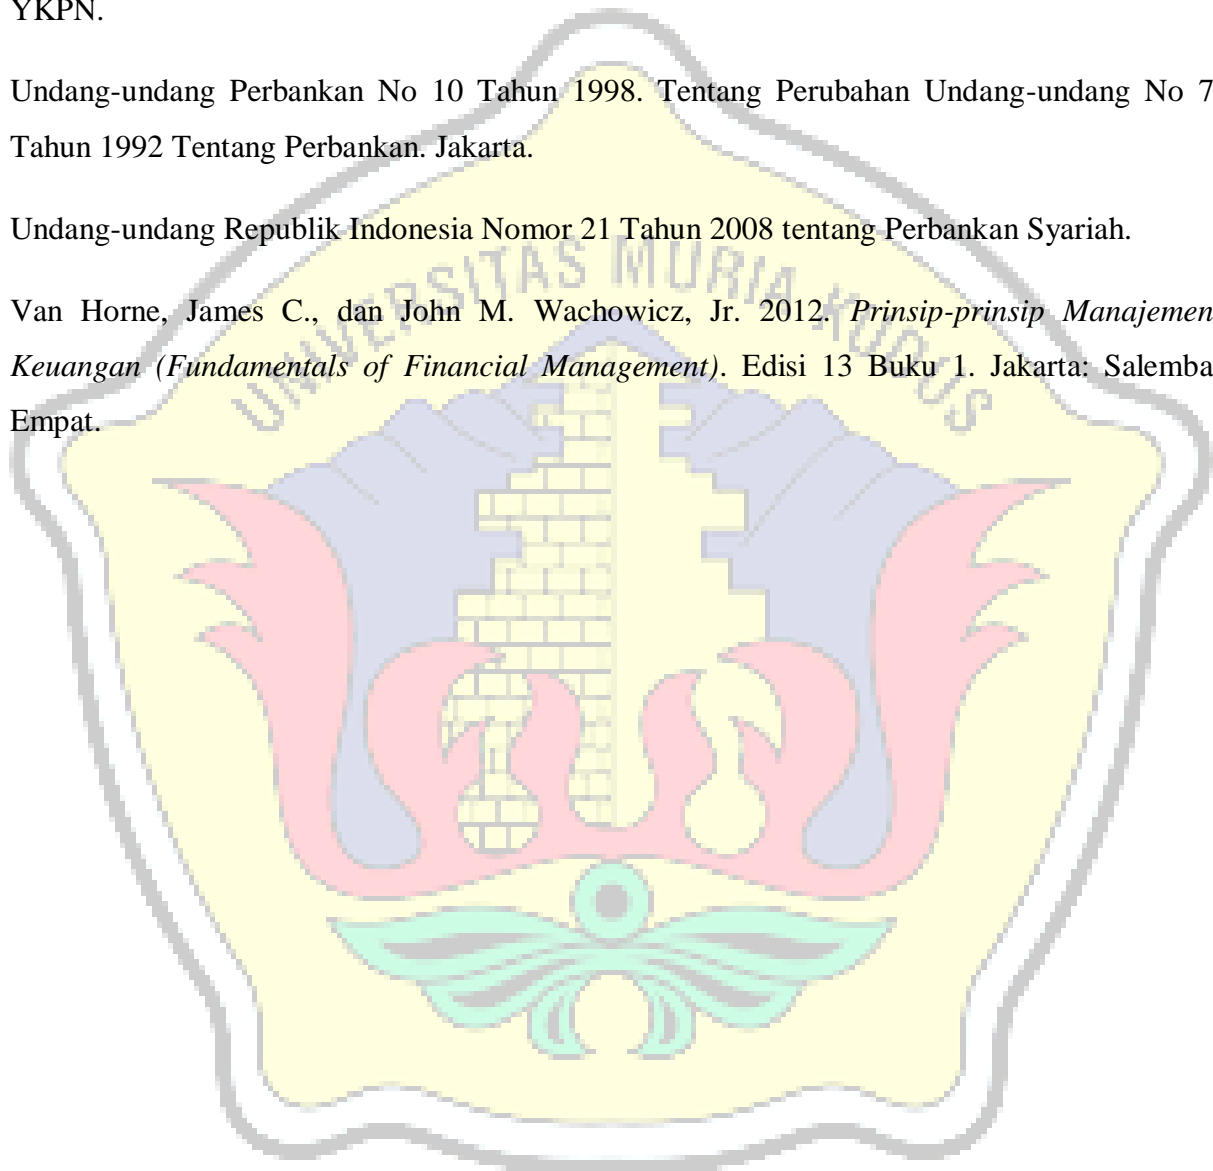 YKPN.
Undang-undang Perbankan No 10 Tahun 1998. Tentang Perubahan Undang-undang No 7
Tahun 1992 Tentang Perbankan. Jakarta.
Undang-undang Republik Indonesia Nomor 21 Tahun 2008 tentang Perbankan Syariah.
UNIVERSITAS MURIA KUDUS
Van Horne, James C., dan John M. Wachowicz, Jr. 2012. Prinsip-prinsip Manajemen
Keuangan (Fundamentals of Financial Management). Edisi 13 Buku 1. Jakarta: Salemba
Empat.